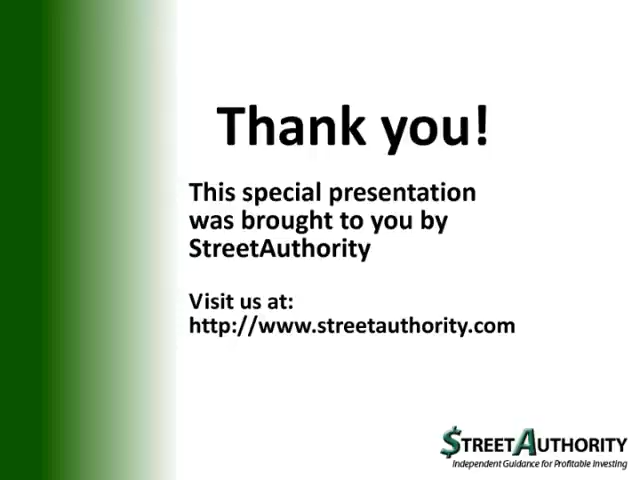 Thank you!
This special presentation
was brought to you by
StreetAuthority
Visit us at:
http://www.streetauthority.com
$TREETAUTHORITY
Independent Guidance for Profitable Investing